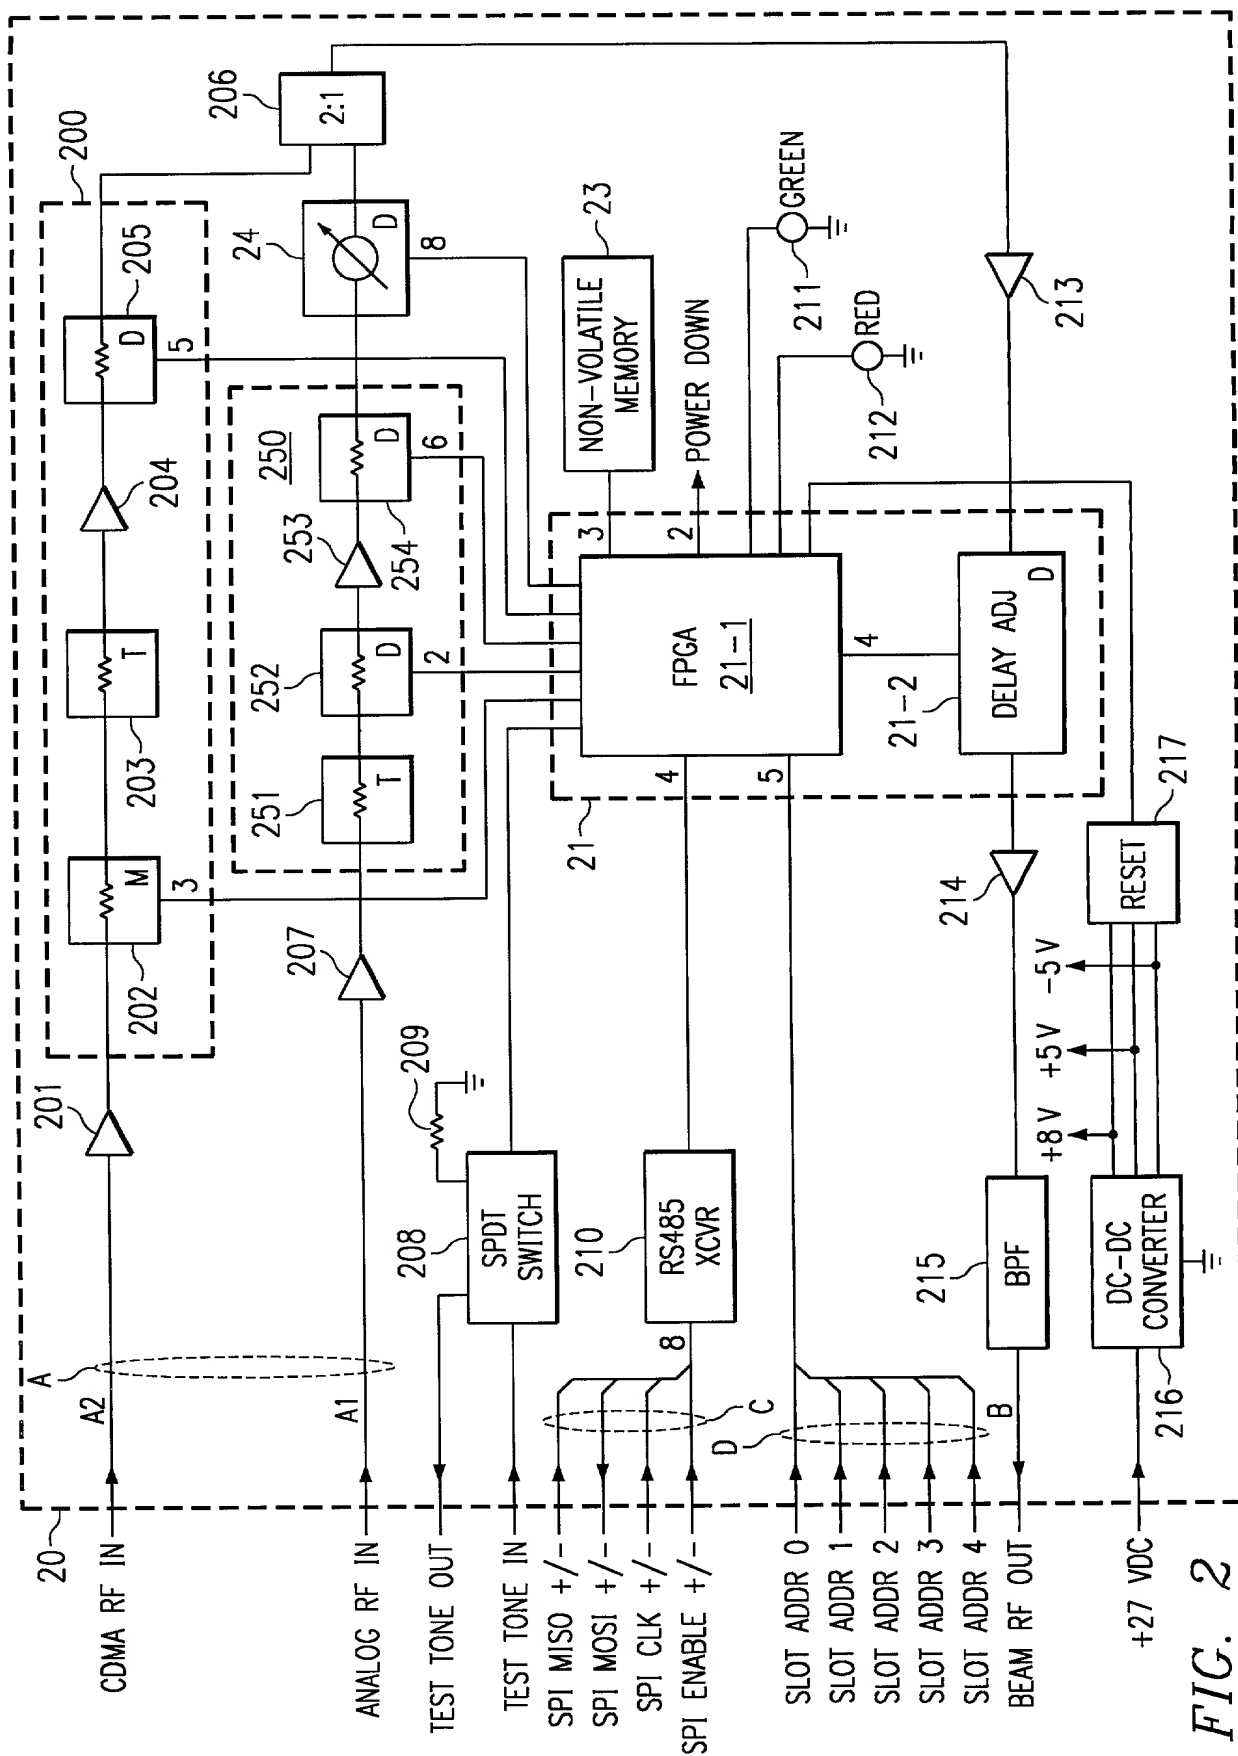 20
CDMA RF IN
A2
A
201
200
202
M
3
203
T
204
205
D
5
206
2:1
ANALOG RF IN
A1
207
250
251
T
252
D
2
253
254
D
6
24
D
8
TEST TONE OUT
TEST TONE IN
208
SPDT
SWITCH
209
SPI MISO +/−
SPI MOSI +/−
SPI CLK +/−
SPI ENABLE +/−
C
8
210
RS485
XCVR
4
21
FPGA
21−1
3
NON−VOLATILE
MEMORY
23
2
POWER DOWN
211
GREEN
212
RED
SLOT ADDR 0
SLOT ADDR 1
SLOT ADDR 2
SLOT ADDR 3
SLOT ADDR 4
D
5
4
21−2
DELAY ADJ
D
213
BEAM RF OUT
B
215
BPF
214
+27 VDC
216
DC−DC
CONVERTER
+8V
+5V
−5V
RESET
217
FIG. 2